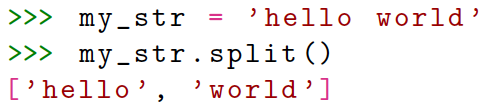 >>> my_str = ’hello world’
>>> my_str.split()
[’hello’, ’world’]